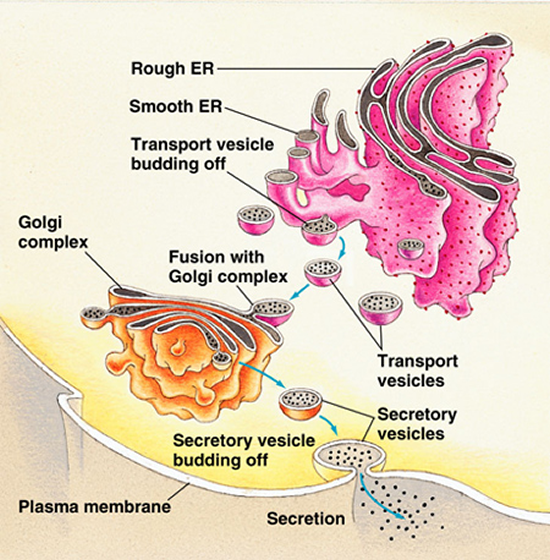 Rough ER
Smooth ER
Transport vesicle
budding off
Golgi
complex
Fusion with
Golgi complex
Transport
vesicles
Secretory
vesicles
Secretory vesicle
budding off
Plasma membrane
Secretion